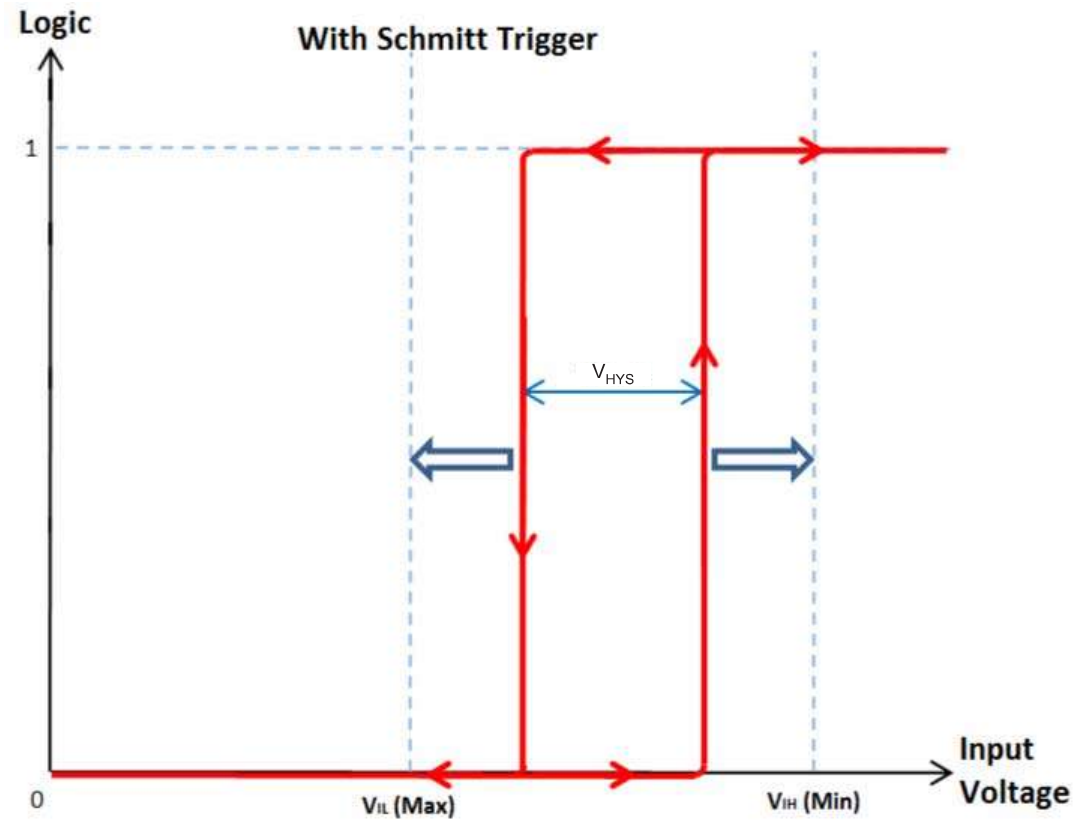 Logic
With Schmitt Trigger
1
VHYS
0
VIL (Max)
VIH (Min)
Input
Voltage